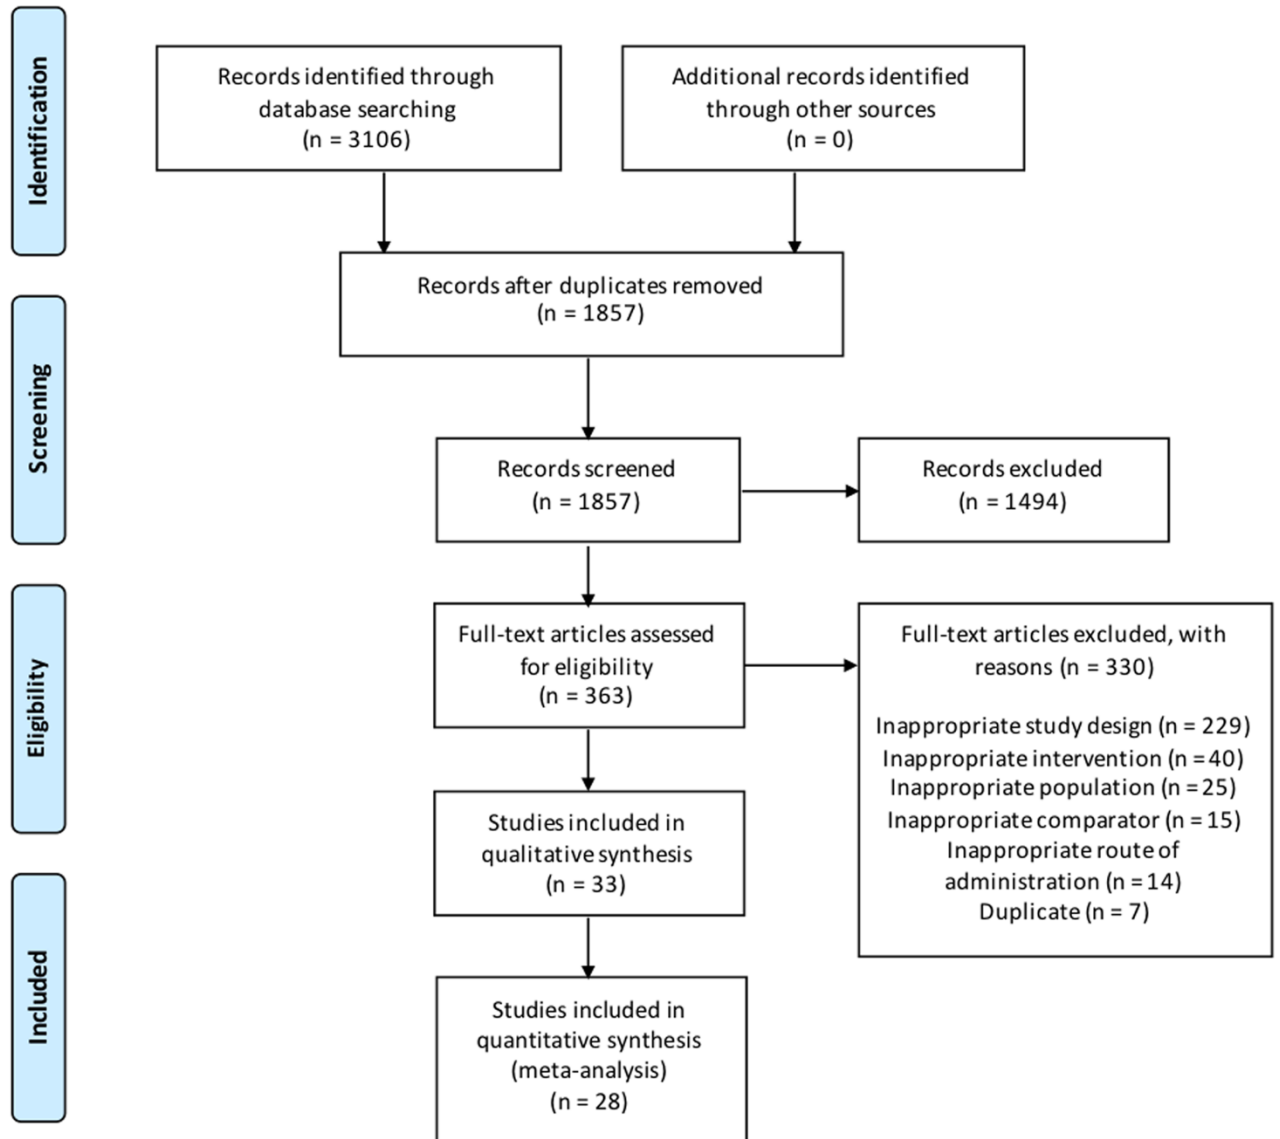 Identification
Records identified through
database searching
(n = 3106)
Additional records identified
through other sources
(n = 0)
Records after duplicates removed
(n = 1857)
Screening
Records screened
(n = 1857)
Records excluded
(n = 1494)
Eligibility
Full-text articles assessed
for eligibility
(n = 363)
Full-text articles excluded, with
reasons (n = 330)
Inappropriate study design (n = 229)
Inappropriate intervention (n = 40)
Inappropriate population (n = 25)
Inappropriate comparator (n = 15)
Inappropriate route of
administration (n = 14)
Duplicate (n = 7)
Studies included in
qualitative synthesis
(n = 33)
Included
Studies included in
quantitative synthesis
(meta-analysis)
(n = 28)